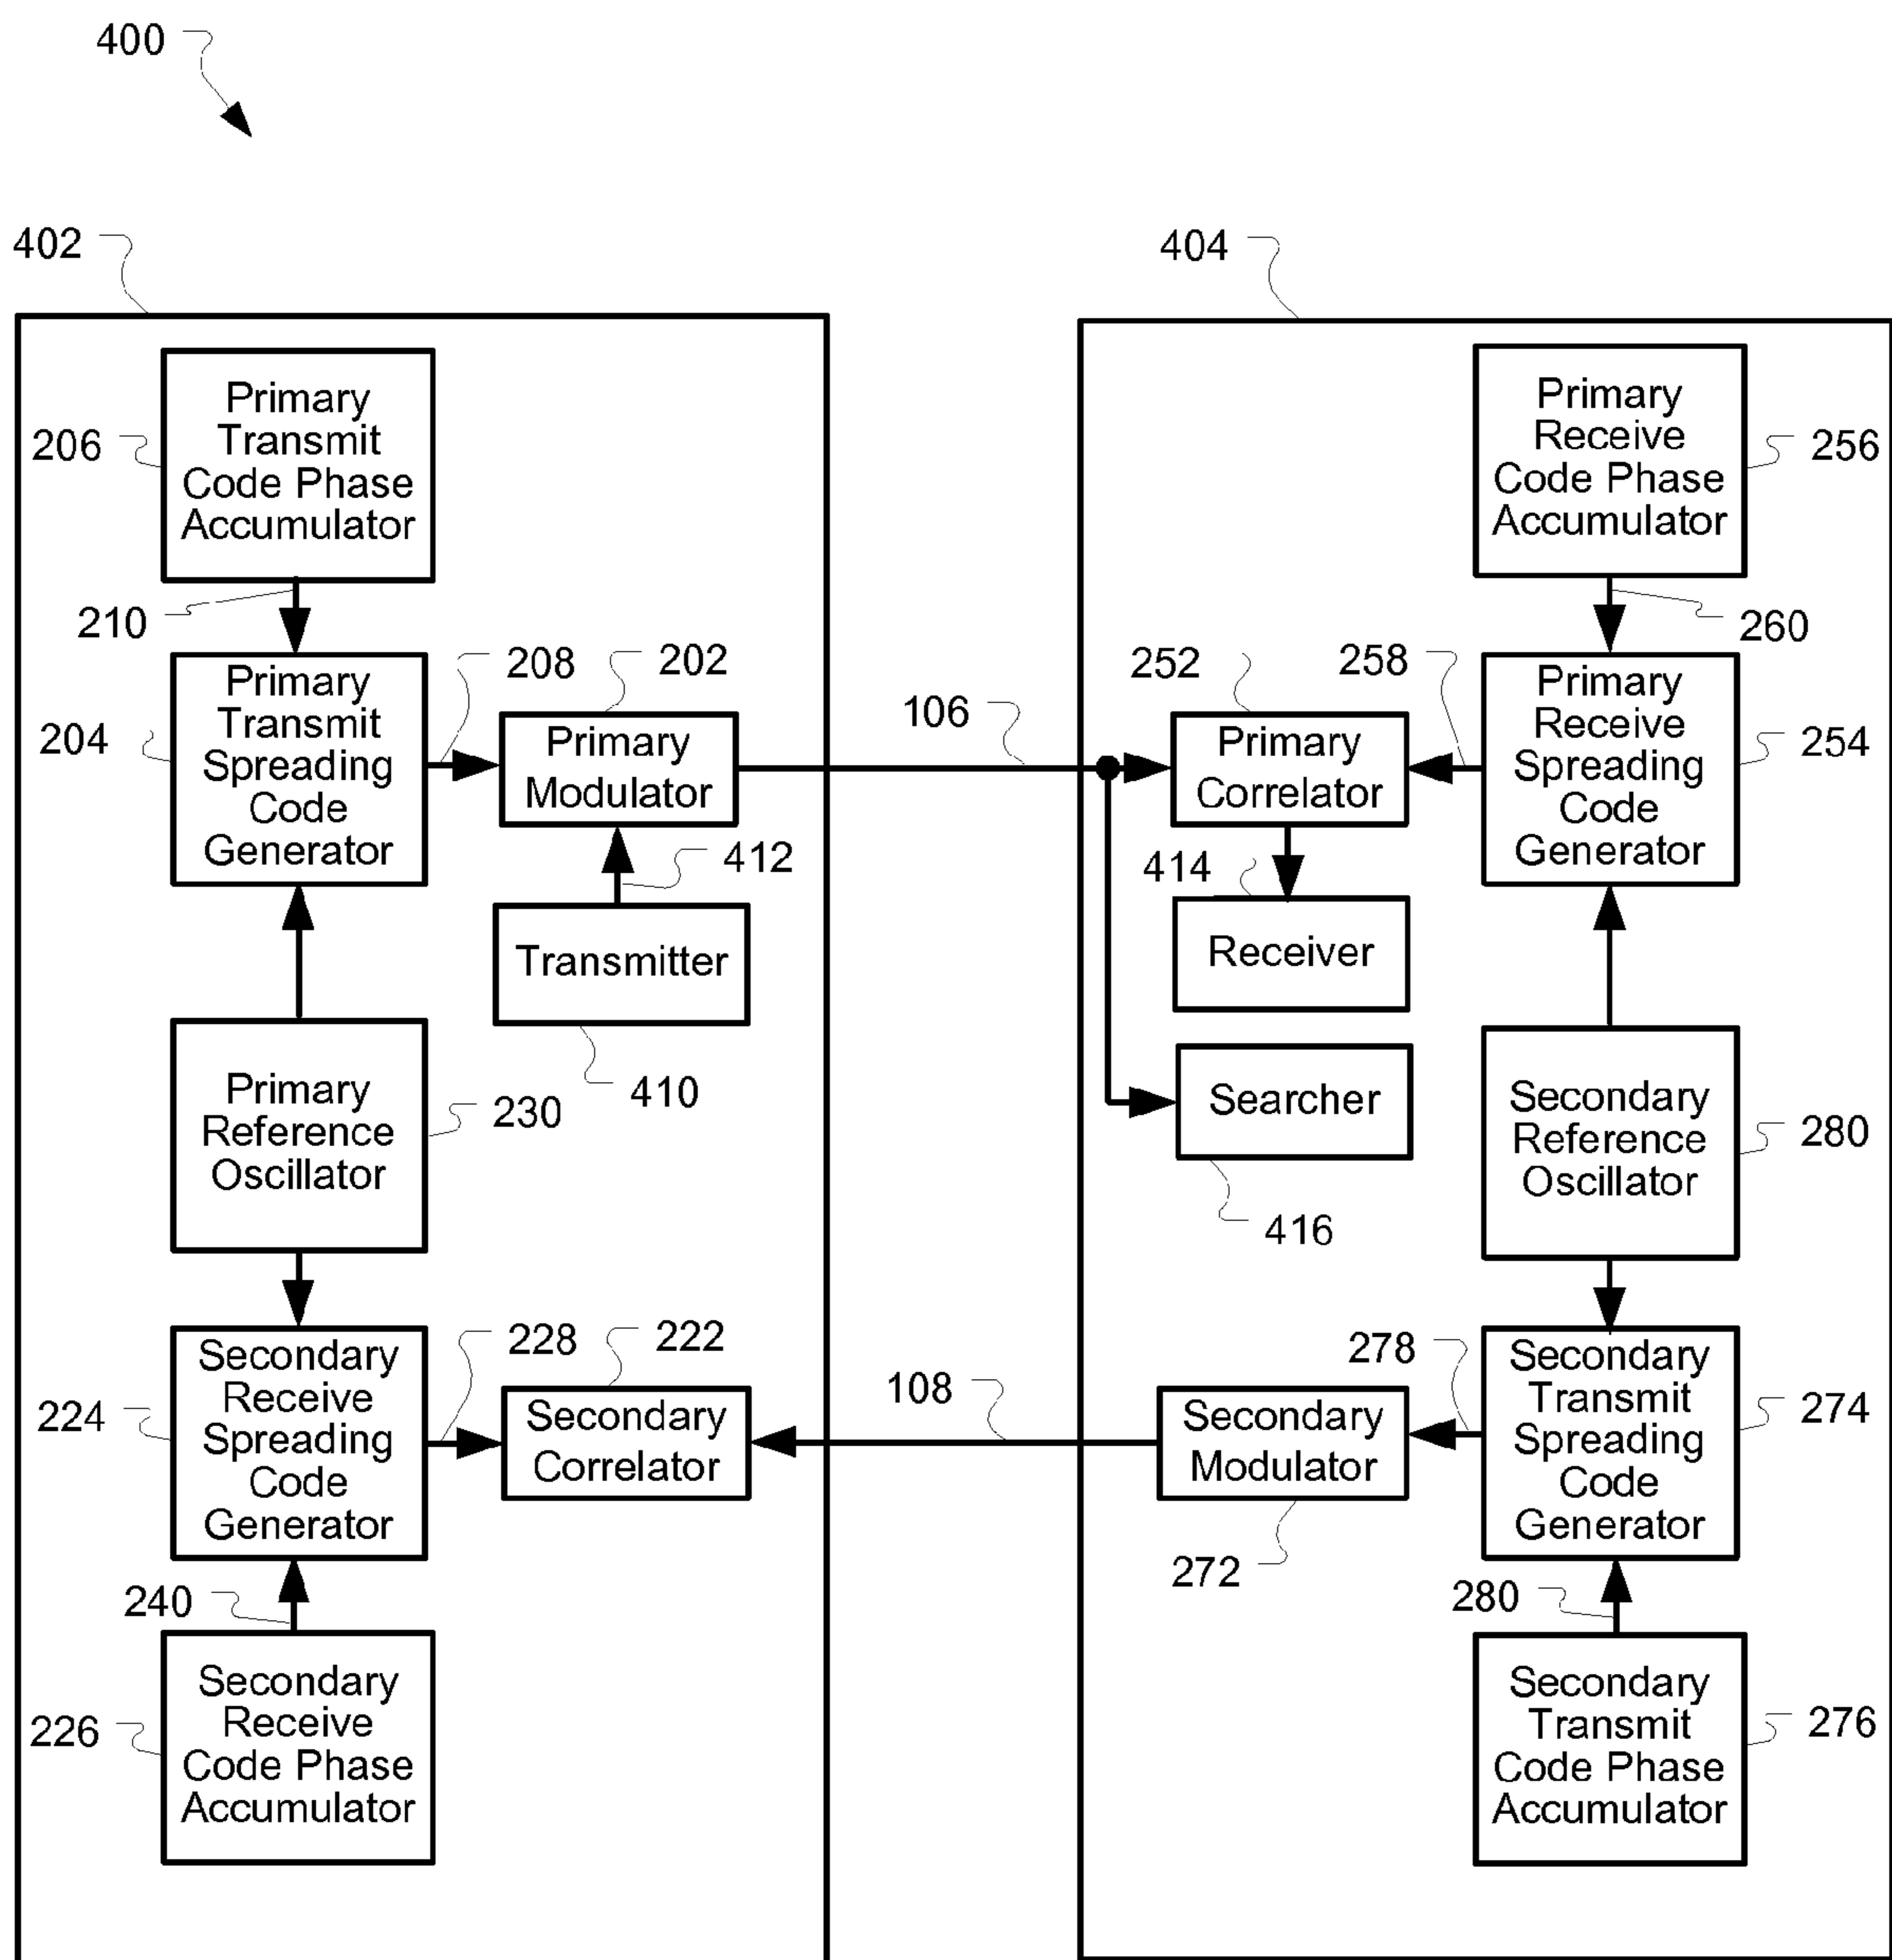 400
402
404
Primary
Transmit
Code Phase
Accumulator
206
210
Primary
Receive
Code Phase
Accumulator
256
260
Primary
Transmit
Spreading
Code
Generator
204
208
202
Primary
Modulator
412
Transmitter
410
106
252
Primary
Correlator
258
Primary
Receive
Spreading
Code
Generator
254
414
Receiver
Searcher
416
Primary
Reference
Oscillator
230
Secondary
Reference
Oscillator
280
Secondary
Receive
Spreading
Code
Generator
224
228
222
Secondary
Correlator
108
Secondary
Modulator
272
278
Secondary
Transmit
Spreading
Code
Generator
274
240
Secondary
Receive
Code Phase
Accumulator
226
280
Secondary
Transmit
Code Phase
Accumulator
276